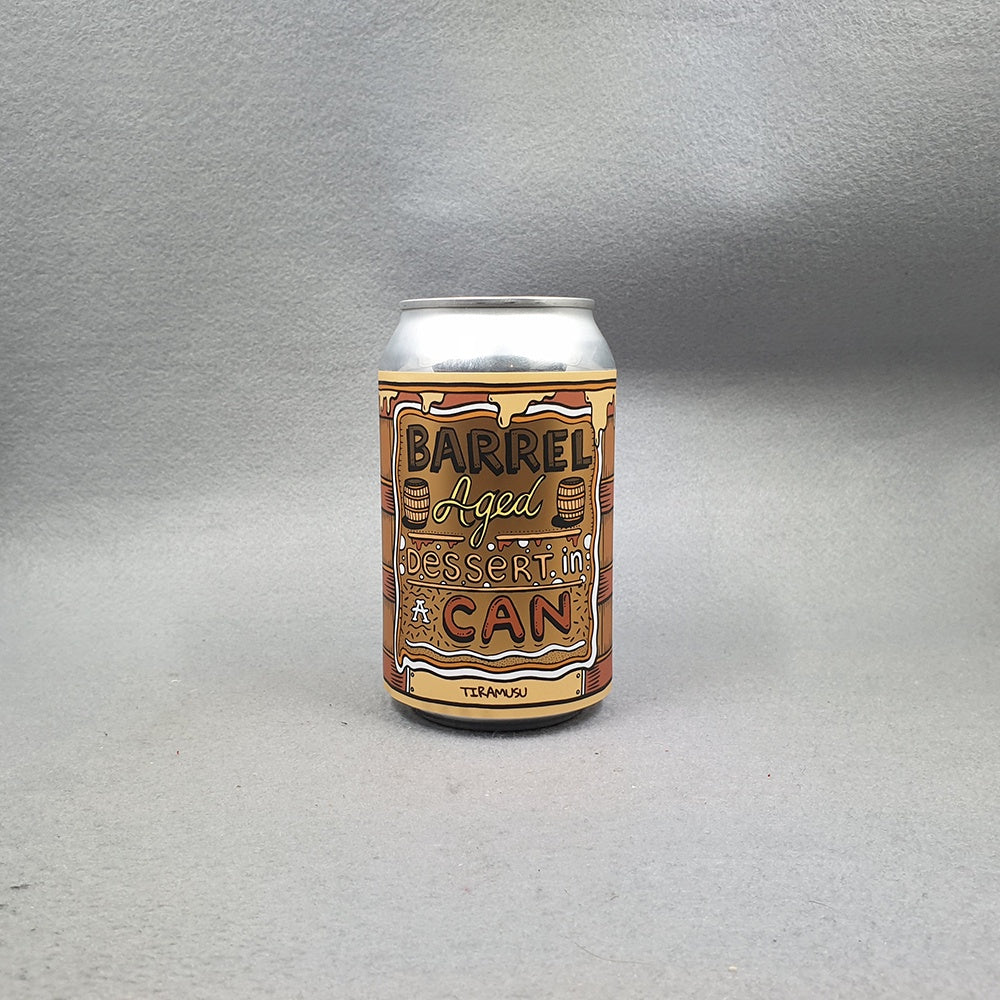 BARREL
Aged
DESSERT in
A CAN
TIRAMUSU